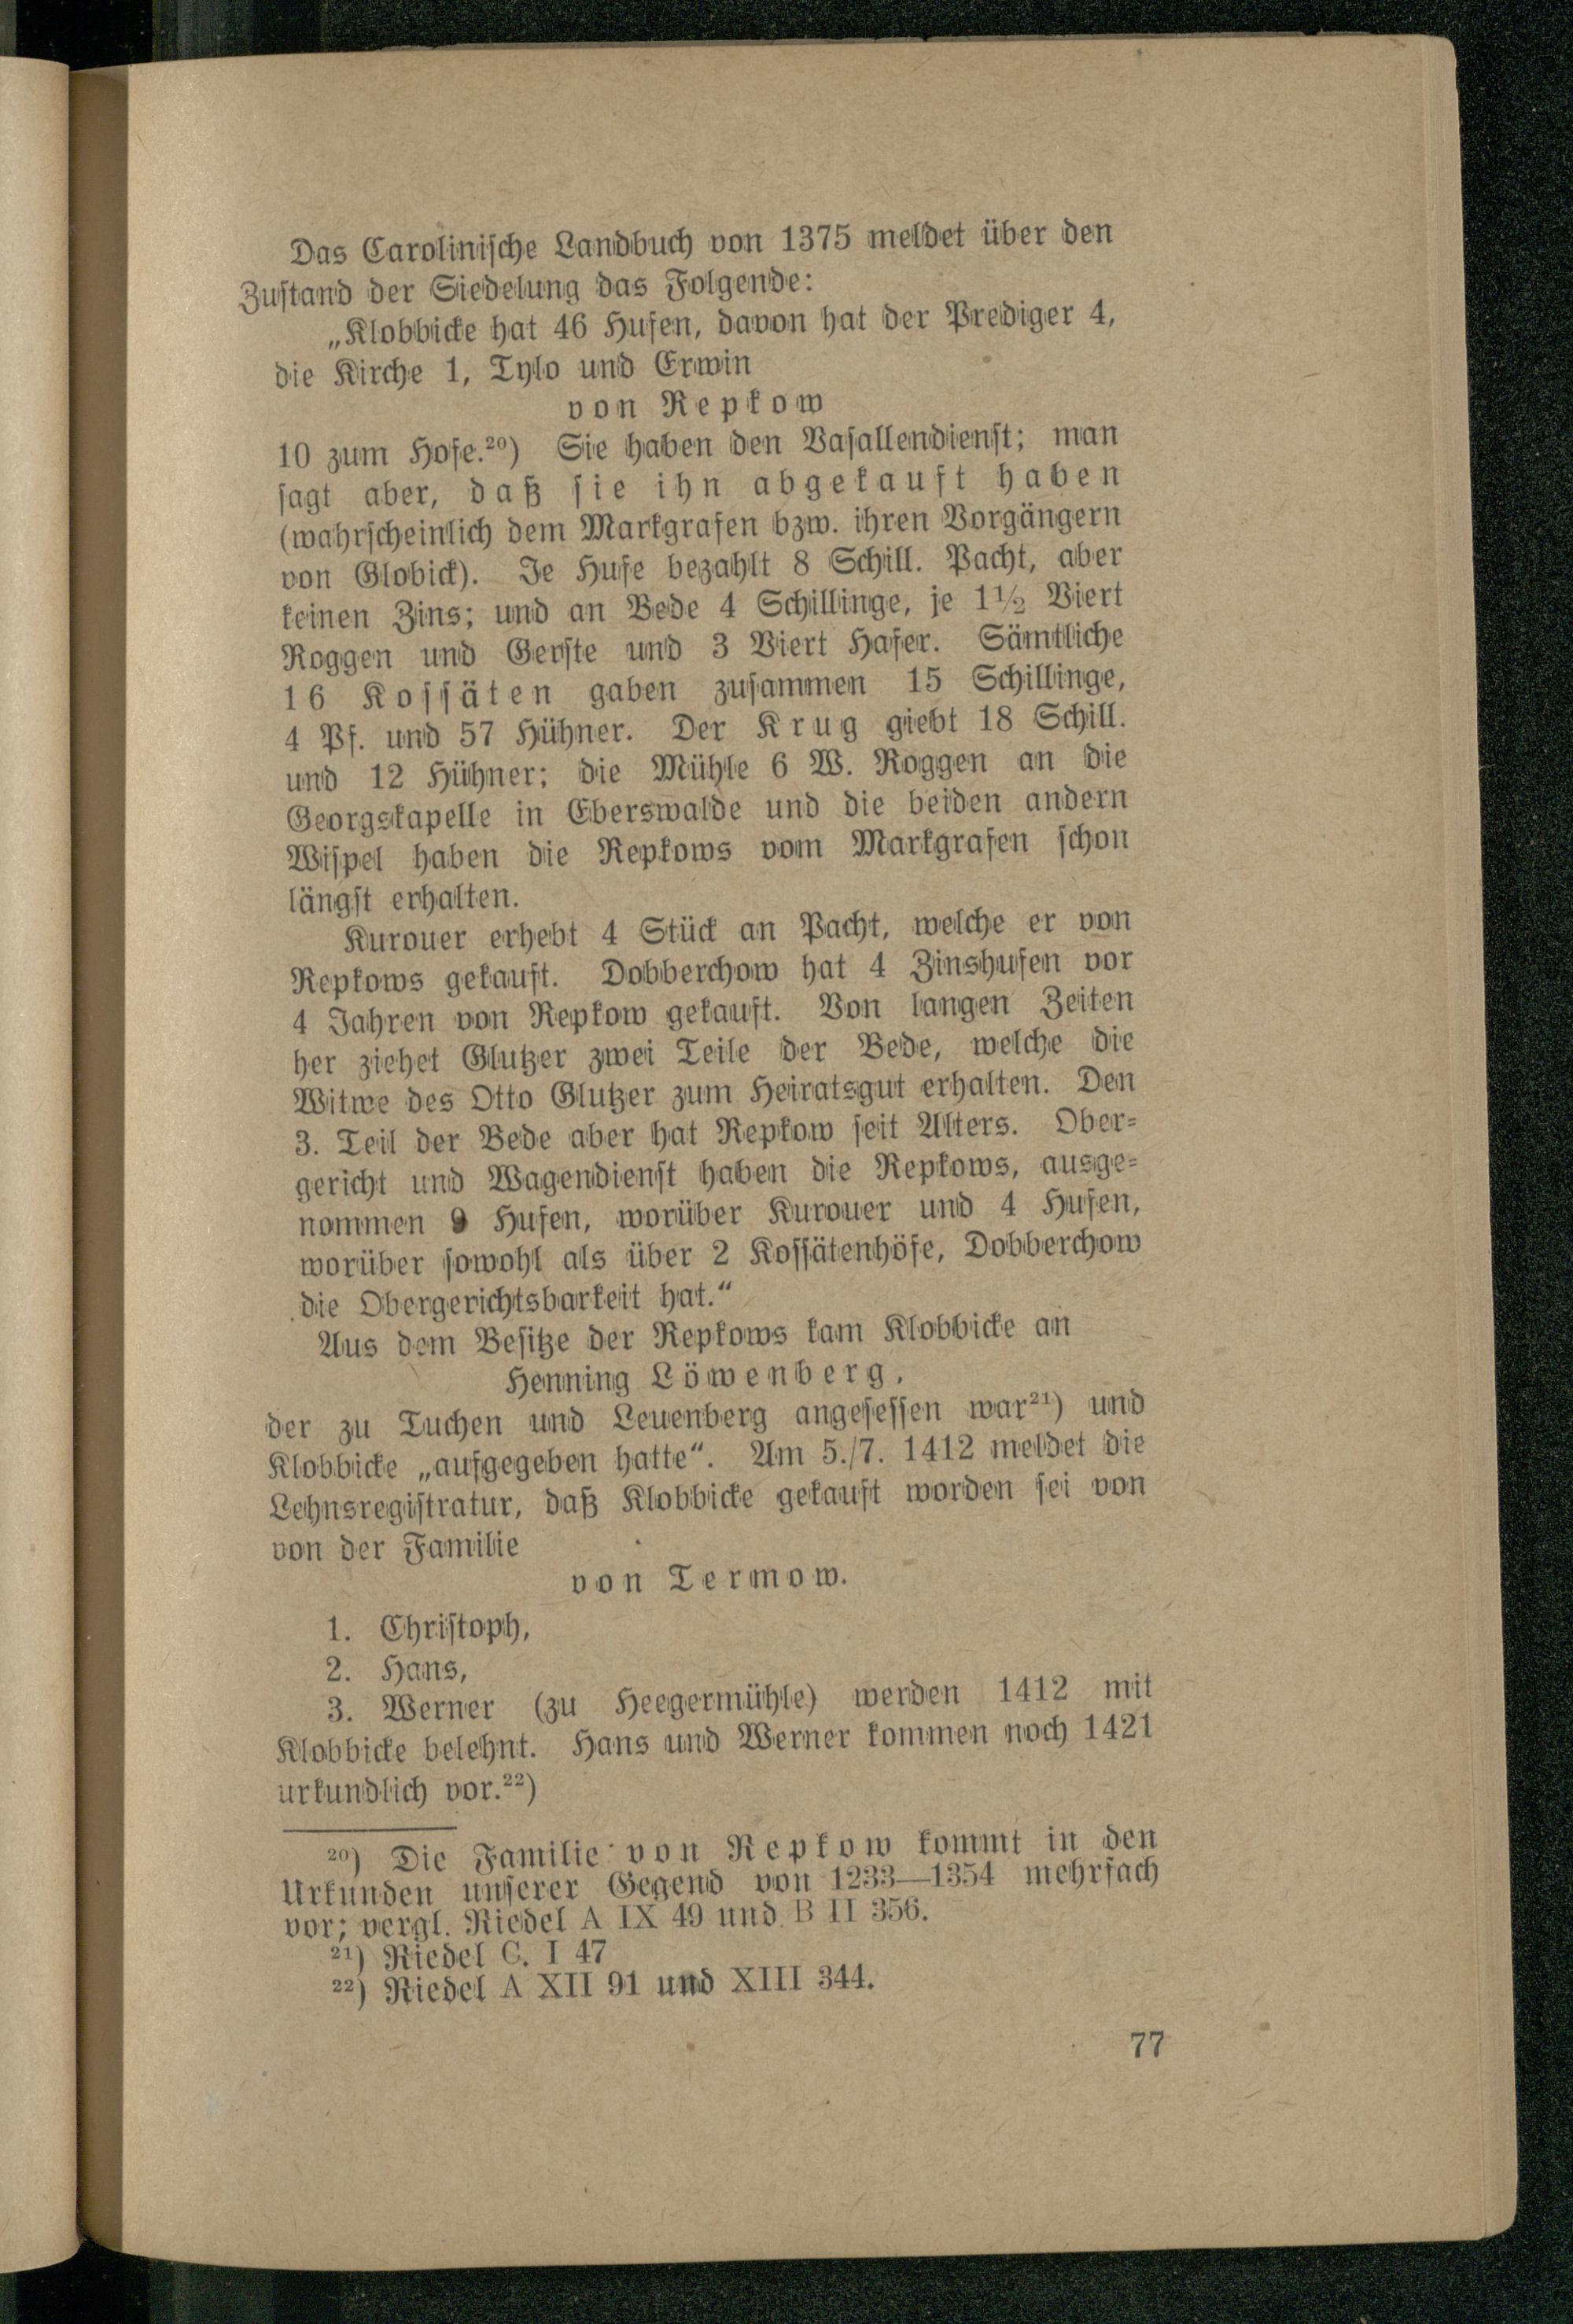 Das Carolinische Landbuch von 1375 meldet über den
Zustand der Siedelung das Folgende:
„Klobbicke hat 46 Hufen, davon hat der Prediger 4,
die Kirche 1, Tylo und Erwin
von Repkow
10 zum Hofe.²⁰) Sie haben den Vasallendienst; man
sagt aber, daß sie ihn abgekauft haben
(wahrscheinlich dem Markgrafen bzw. ihren Vorgängern
von Globick). Je Hufe bezahlt 8 Schill. Pacht, aber
keinen Zins; und an Bede 4 Schillinge, je 1½ Viert
Roggen und Gerste und 3 Viert Hafer. Sämtliche
16 Kossäten gaben zusammen 15 Schillinge,
4 Pf. und 57 Hühner. Der Krug giebt 18 Schill.
und 12 Hühner; die Mühle 6 W. Roggen an die
Georgskapelle in Eberswalde und die beiden andern
Wispel haben die Repkows vom Markgrafen schon
längst erhalten.
Kurouer erhebt 4 Stück an Pacht, welche er von
Repkows gekauft. Dobberchow hat 4 Zinshufen vor
4 Jahren von Repkow gekauft. Von langen Zeiten
her ziehet Glutzer zwei Teile der Bede, welche die
Witwe des Otto Glutzer zum Heiratsgut erhalten. Den
3. Teil der Bede aber hat Repkow seit Alters. Ober-
gericht und Wagendienst haben die Repkows, ausge-
nommen 9 Hufen, worüber Kurouer und 4 Hufen,
worüber sowohl als über 2 Kossätenhöfe, Dobberchow
die Obergerichtsbarkeit hat.“
Aus dem Besitze der Repkows kam Klobbicke an
Henning Löwenberg,
der zu Tuchen und Leuenberg angesessen war²¹) und
Klobbicke „aufgegeben hatte“. Am 5./7. 1412 meldet die
Lehnsregistratur, daß Klobbicke gekauft worden sei von
von der Familie
von Termow.
1. Christoph,
2. Hans,
3. Werner (zu Heegermühle) werden 1412 mit
Klobbicke belehnt. Hans und Werner kommen noch 1421
urkundlich vor.²²)
²⁰) Die Familie von Repkow kommt in den
Urkunden unserer Gegend von 1233—1354 mehrfach
vor; vergl. Riedel A IX 49 und B II 356.
²¹) Riedel C. I 47
²²) Riedel A XII 91 und XIII 344.
77